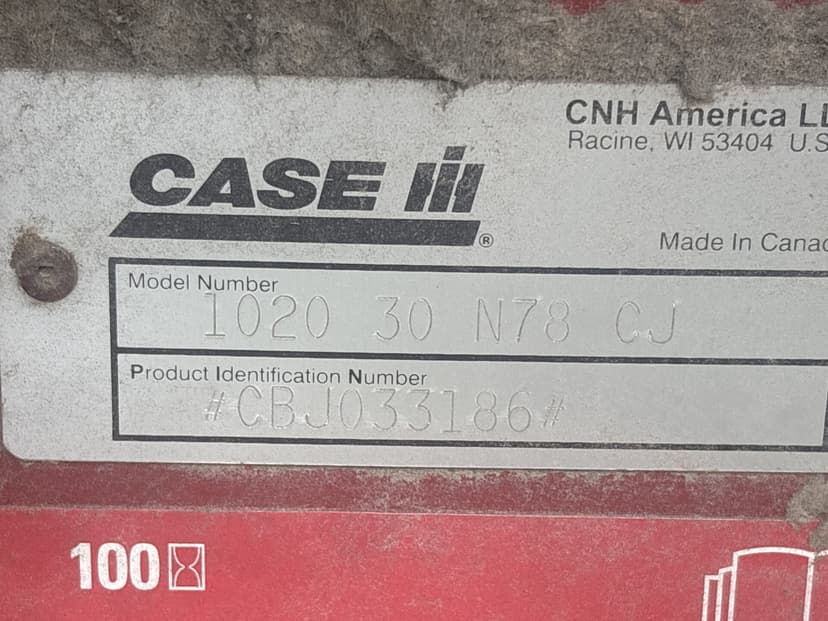 CNH America LL
Racine, WI 53404 U.S
CASE IH
®
Made In Canad
Model Number
1020 30 N78 CJ
Product Identification Number
#CBJ033186#
100